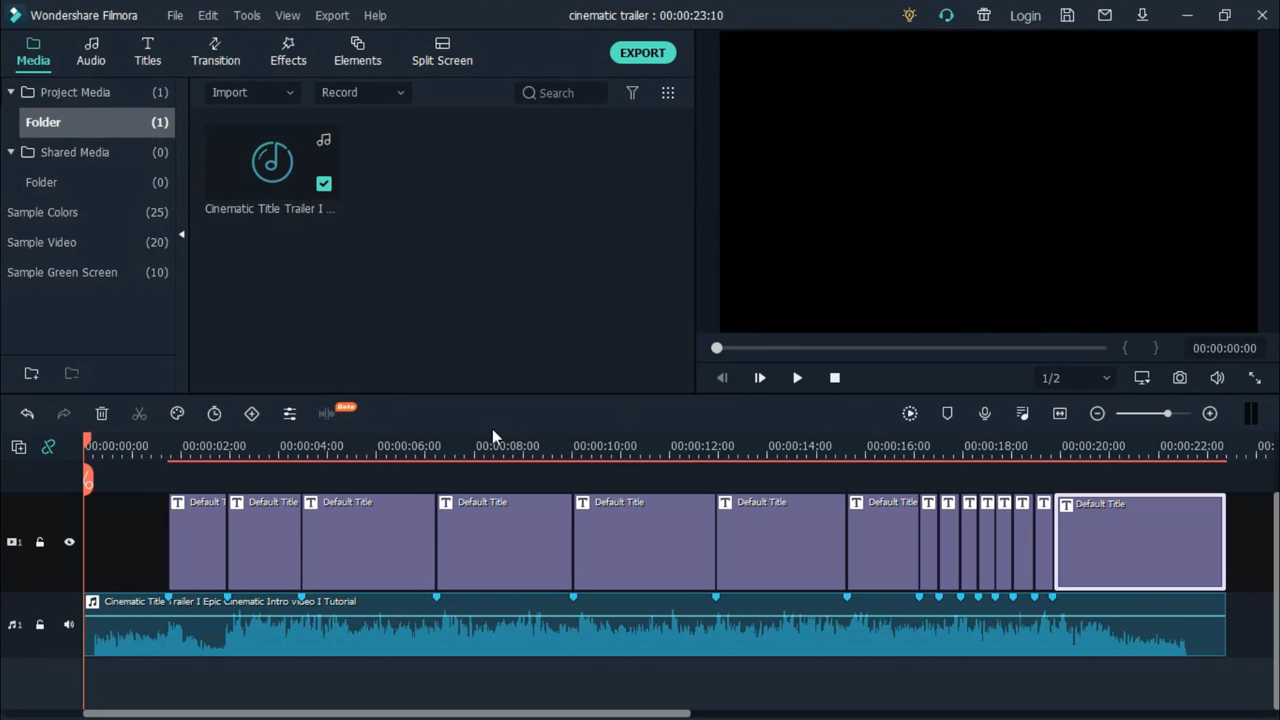 Wondershare Filmora File Edit Tools View Export Help cinematic trailer : 00:00:23:10 Login
Media Audio Titles Transition Effects Elements Split Screen EXPORT
Project Media (1) Import Record Search
Folder (1)
Shared Media (0)
Folder (0)
Cinematic Title Trailer I ...
Sample Colors (25)
Sample Video (20)
Sample Green Screen (10)
{ } 00:00:00:00
1/2
Beta
00:00:00:00 00:00:02:00 00:00:04:00 00:00:06:00 00:00:08:00 00:00:10:00 00:00:12:00 00:00:14:00 00:00:16:00 00:00:18:00 00:00:20:00 00:00:22:00 00:0
T Default T T Default Title T Default Title T Default Title T Default Title T Default Title T Default Title T T T T T T T T Default Title
1
Cinematic Title Trailer I Epic Cinematic Intro video I Tutorial
1